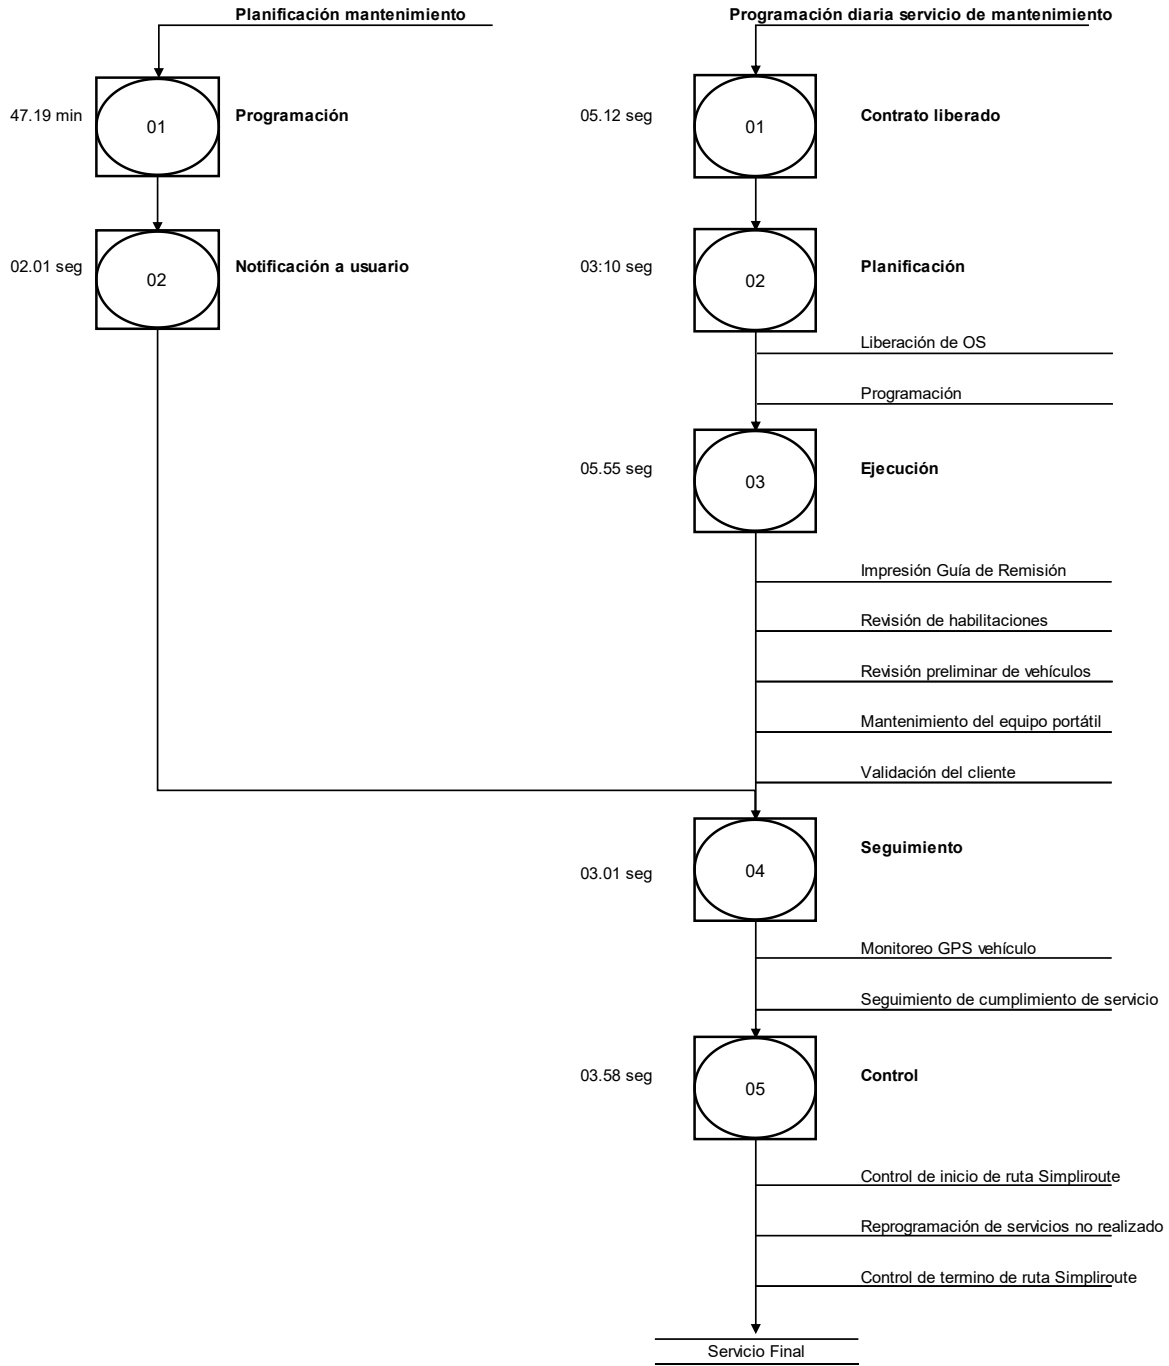 Planificación mantenimiento
Programación diaria servicio de mantenimiento
47.19 min
01
Programación
05.12 seg
01
Contrato liberado
02.01 seg
02
Notificación a usuario
03:10 seg
02
Planificación
Liberación de OS
Programación
05.55 seg
03
Ejecución
Impresión Guía de Remisión
Revisión de habilitaciones
Revisión preliminar de vehículos
Mantenimiento del equipo portátil
Validación del cliente
03.01 seg
04
Seguimiento
Monitoreo GPS vehículo
Seguimiento de cumplimiento de servicio
03.58 seg
05
Control
Control de inicio de ruta Simpliroute
Reprogramación de servicios no realizado
Control de termino de ruta Simpliroute
Servicio Final